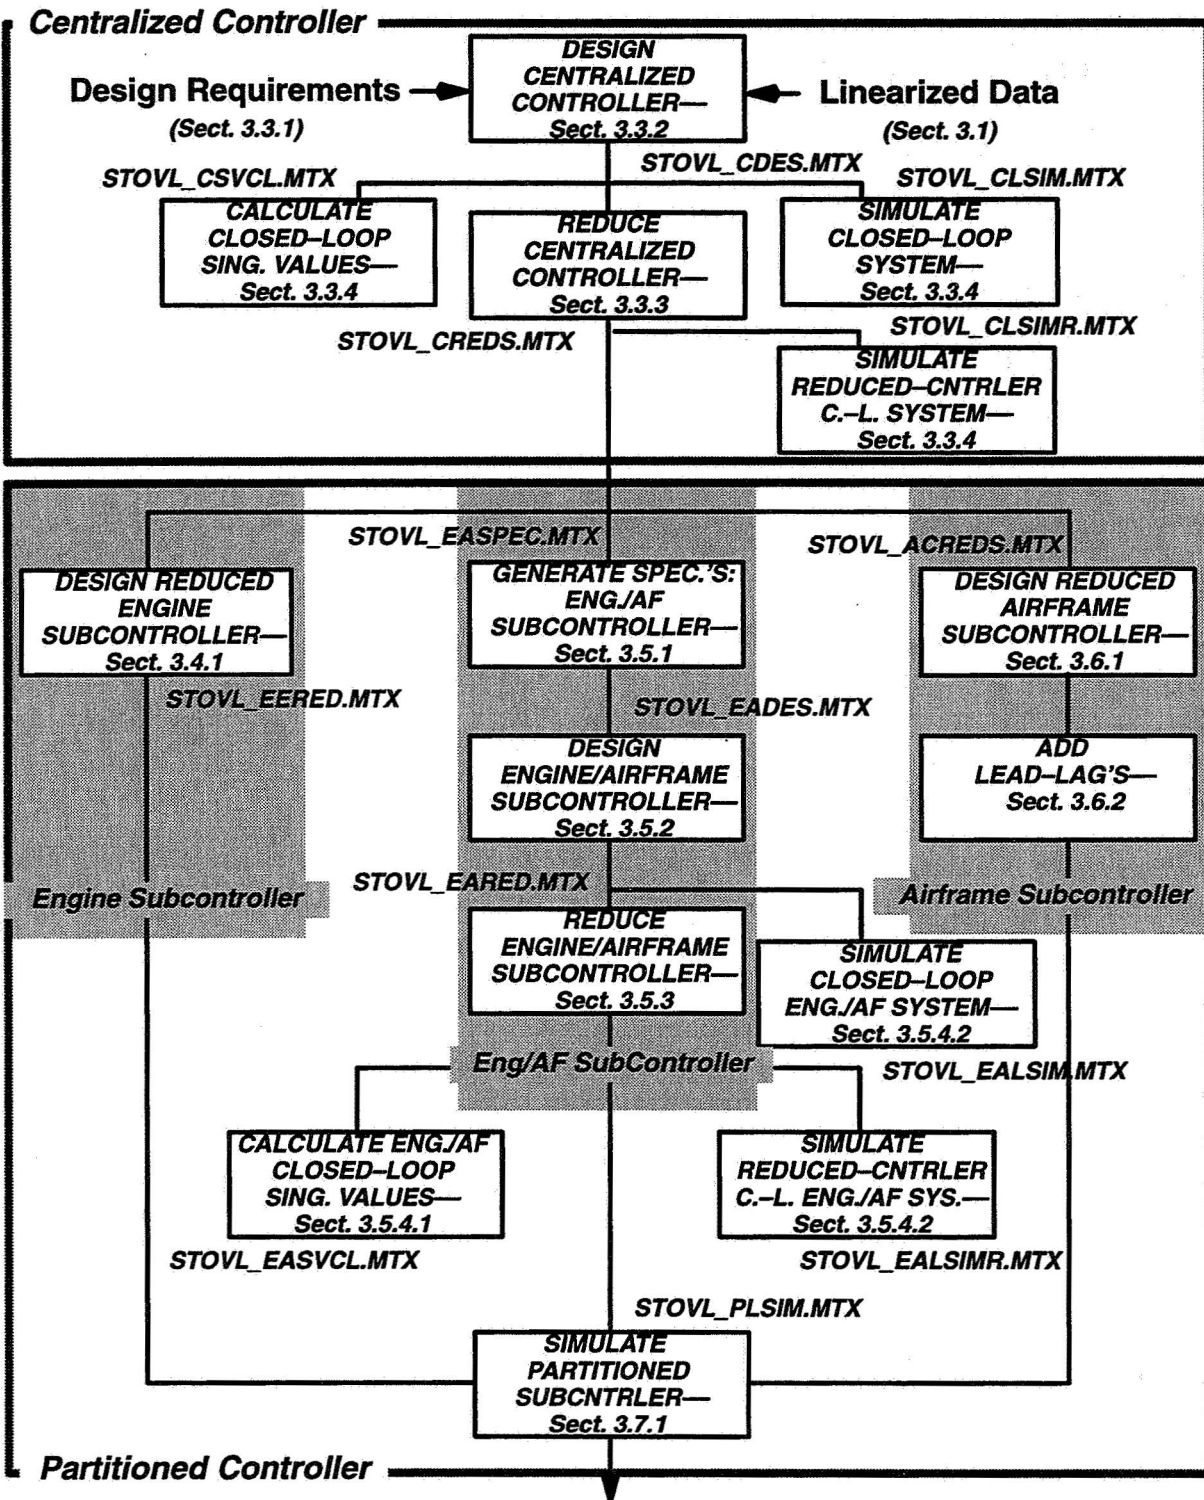 Centralized Controller
DESIGN
CENTRALIZED
CONTROLLER—
Sect. 3.3.2
Design Requirements
(Sect. 3.3.1)
Linearized Data
(Sect. 3.1)
STOVL_CSVCL.MTX
STOVL_CDES.MTX
STOVL_CLSIM.MTX
CALCULATE
CLOSED–LOOP
SING. VALUES—
Sect. 3.3.4
REDUCE
CENTRALIZED
CONTROLLER—
Sect. 3.3.3
SIMULATE
CLOSED–LOOP
SYSTEM—
Sect. 3.3.4
STOVL_CREDS.MTX
STOVL_CLSIMR.MTX
SIMULATE
REDUCED–CNTRLER
C.–L. SYSTEM—
Sect. 3.3.4
STOVL_EASPEC.MTX
STOVL_ACREDS.MTX
DESIGN REDUCED
ENGINE
SUBCONTROLLER—
Sect. 3.4.1
GENERATE SPEC.'S:
ENG./AF
SUBCONTROLLER—
Sect. 3.5.1
DESIGN REDUCED
AIRFRAME
SUBCONTROLLER—
Sect. 3.6.1
STOVL_EERED.MTX
STOVL_EADES.MTX
DESIGN
ENGINE/AIRFRAME
SUBCONTROLLER—
Sect. 3.5.2
ADD
LEAD–LAG'S—
Sect. 3.6.2
Engine Subcontroller
STOVL_EARED.MTX
Airframe Subcontroller
REDUCE
ENGINE/AIRFRAME
SUBCONTROLLER—
Sect. 3.5.3
SIMULATE
CLOSED–LOOP
ENG./AF SYSTEM—
Sect. 3.5.4.2
Eng/AF SubController
STOVL_EALSIM.MTX
CALCULATE ENG./AF
CLOSED–LOOP
SING. VALUES—
Sect. 3.5.4.1
SIMULATE
REDUCED–CNTRLER
C.–L. ENG./AF SYS.—
Sect. 3.5.4.2
STOVL_EASVCL.MTX
STOVL_EALSIMR.MTX
STOVL_PLSIM.MTX
SIMULATE
PARTITIONED
SUBCNTRLER—
Sect. 3.7.1
Partitioned Controller